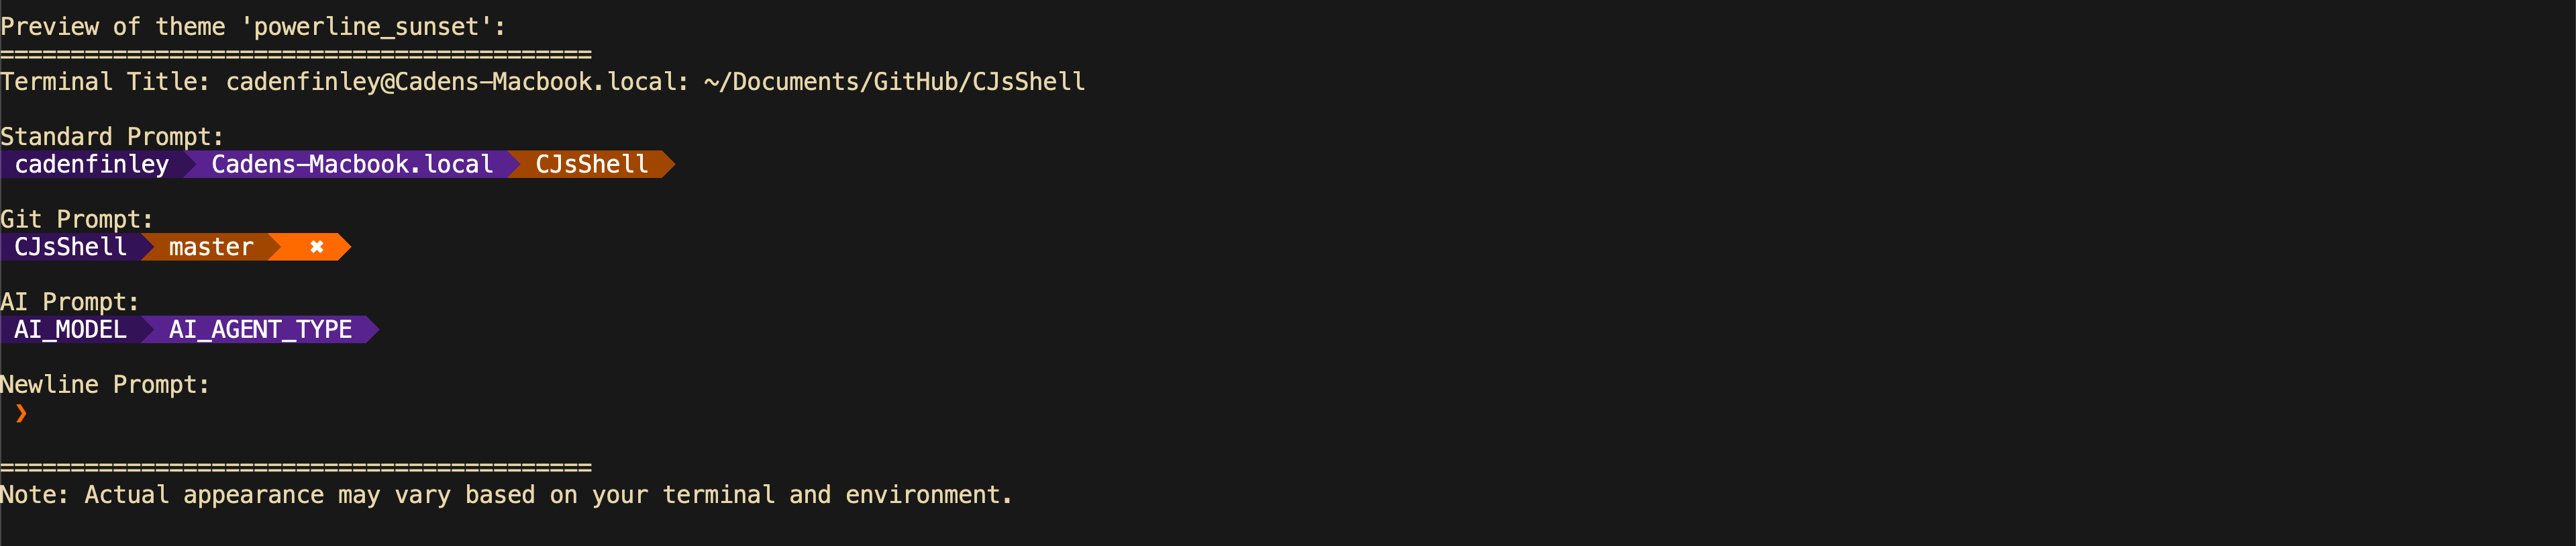 Preview of theme 'powerline_sunset':
==========================================
Terminal Title: cadenfinley@Cadens-Macbook.local: ~/Documents/GitHub/CJsShell
Standard Prompt:
cadenfinley Cadens-Macbook.local CJsShell
Git Prompt:
CJsShell master ✖
AI Prompt:
AI_MODEL AI_AGENT_TYPE
Newline Prompt:
❯
==========================================
Note: Actual appearance may vary based on your terminal and environment.